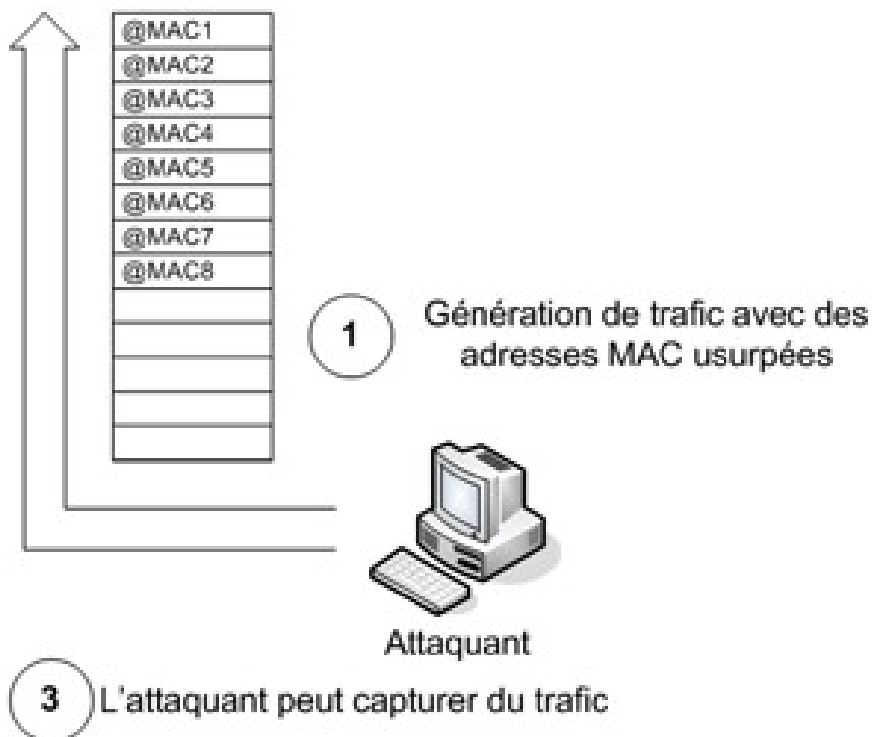 @MAC1
@MAC2
@MAC3
@MAC4
@MAC5
@MAC6
@MAC7
@MAC8
1
Génération de trafic avec des
adresses MAC usurpées
Attaquant
3 L'attaquant peut capturer du trafic